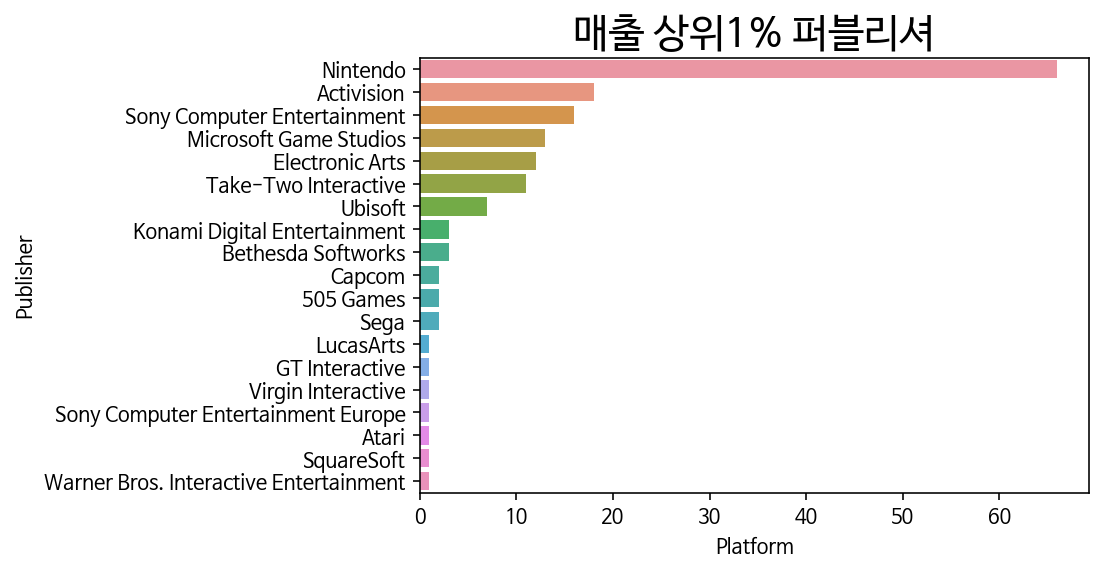 매출 상위1% 퍼블리셔
Publisher
Nintendo
Activision
Sony Computer Entertainment
Microsoft Game Studios
Electronic Arts
Take-Two Interactive
Ubisoft
Konami Digital Entertainment
Bethesda Softworks
Capcom
505 Games
Sega
LucasArts
GT Interactive
Virgin Interactive
Sony Computer Entertainment Europe
Atari
SquareSoft
Warner Bros. Interactive Entertainment
0 10 20 30 40 50 60
Platform